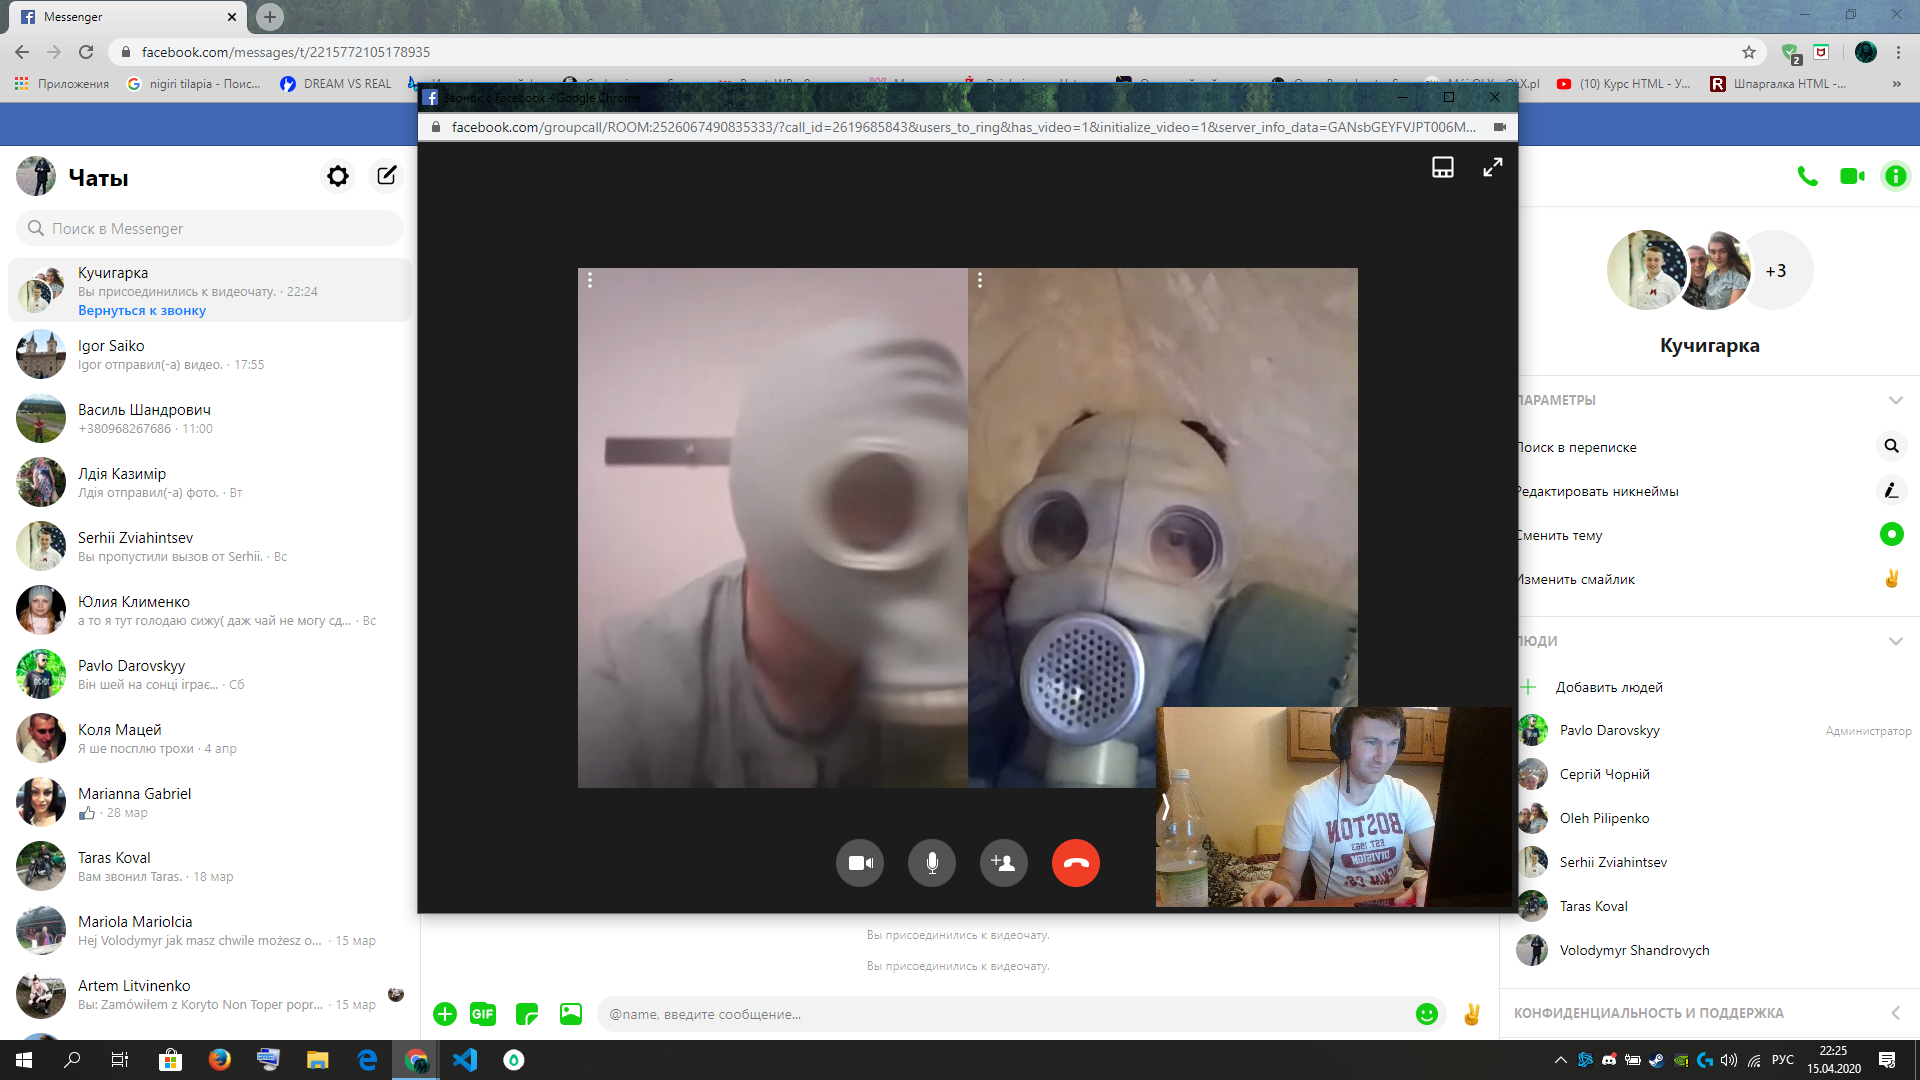 Messenger
facebook.com/messages/t/2215772105178935
2
Приложения
nigiri tilapia - Поис...
DREAM VS REAL
(10) Курс HTML - У...
Шпаргалка HTML -...
Звонок с Facebook - Google Chrome
facebook.com/groupcall/ROOM:2526067490835333/?call_id=2619685843&users_to_ring&has_video=1&initialize_video=1&server_info_data=GANsbGEYFVJPT006M...
Чаты
Поиск в Messenger
Кучигарка
Вы присоединились к видеочату. · 22:24
Вернуться к звонку
Igor Saiko
Igor отправил(-а) видео. · 17:55
Василь Шандрович
+380968267686 · 11:00
Лдія Казимір
Лдія отправил(-а) фото. · Вт
Serhii Zviahintsev
Вы пропустили вызов от Serhii. · Вс
Юлия Клименко
а то я тут голодаю сижу( даж чай не могу сд... · Вс
Pavlo Darovskyy
Він шей на сонці іграє... · Сб
Коля Мацей
Я ше посплю трохи · 4 апр
Marianna Gabriel
· 28 мар
Taras Koval
Вам звонил Taras. · 18 мар
Mariola Mariolcia
Hej Volodymyr jak masz chwile możesz o... · 15 мар
Artem Litvinenko
Вы: Zamówiłem z Koryto Non Toper popr... · 15 мар
BOSTON
EST 1963
DIVISION
Вы присоединились к видеочату.
Вы присоединились к видеочату.
GIF
@name, введите сообщение...
+3
Кучигарка
ПАРАМЕТРЫ
Поиск в переписке
Редактировать никнеймы
Сменить тему
Изменить смайлик
ЛЮДИ
Добавить людей
Pavlo Darovskyy
Администратор
Сергій Чорній
Oleh Pilipenko
Serhii Zviahintsev
Taras Koval
Volodymyr Shandrovych
КОНФИДЕНЦИАЛЬНОСТЬ И ПОДДЕРЖКА
РУС
22:25
15.04.2020